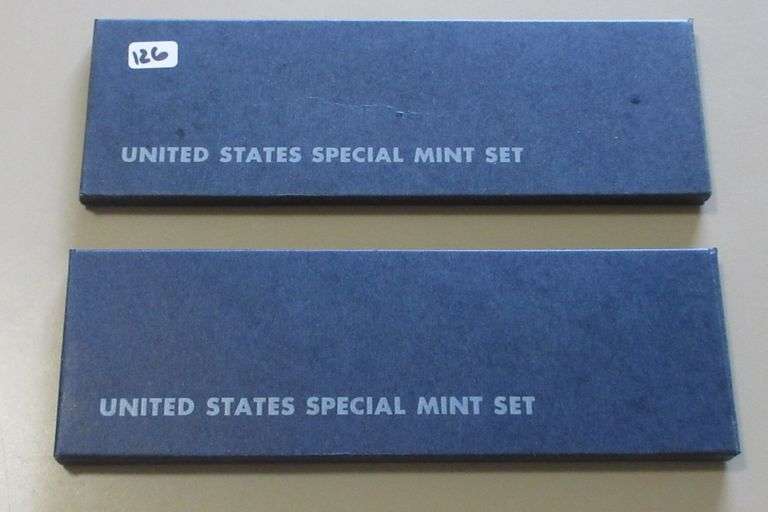 126
UNITED STATES SPECIAL MINT SET
UNITED STATES SPECIAL MINT SET